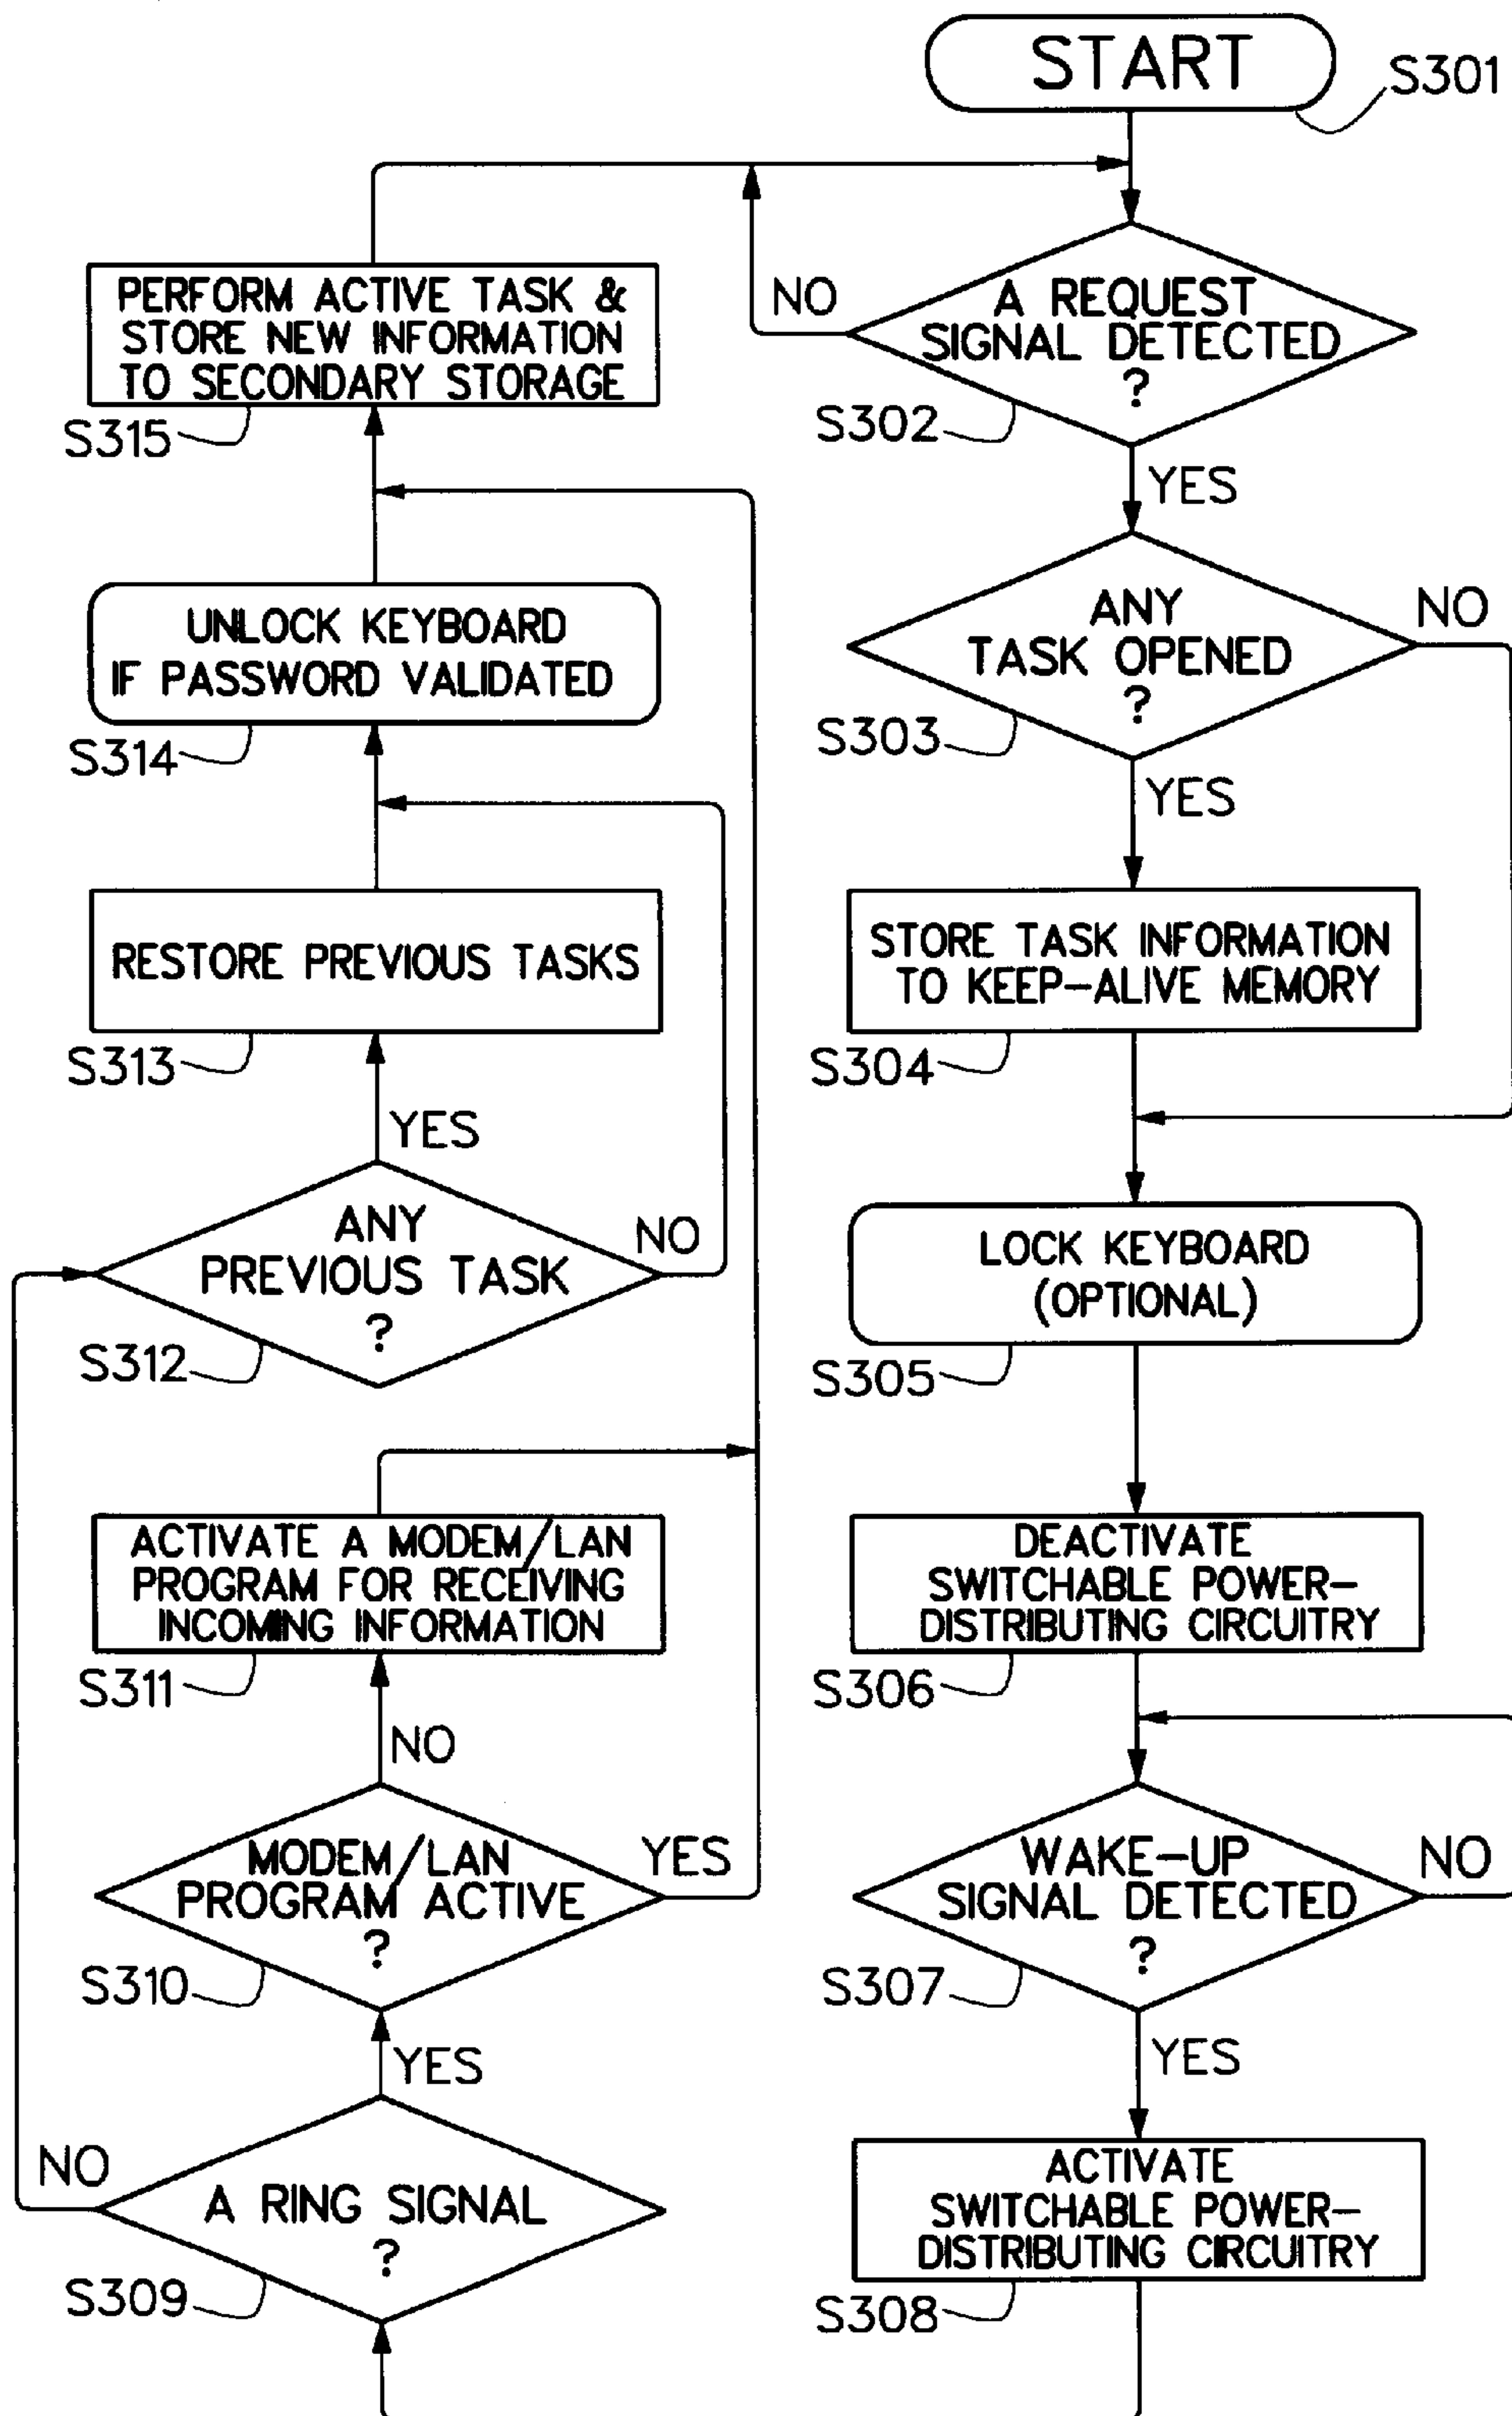 START
S301
A REQUEST
SIGNAL DETECTED
?
NO
S302
YES
ANY
TASK OPENED
?
NO
S303
YES
STORE TASK INFORMATION
TO KEEP-ALIVE MEMORY
S304
LOCK KEYBOARD
(OPTIONAL)
S305
DEACTIVATE
SWITCHABLE POWER-
DISTRIBUTING CIRCUITRY
S306
WAKE-UP
SIGNAL DETECTED
?
NO
S307
YES
ACTIVATE
SWITCHABLE POWER-
DISTRIBUTING CIRCUITRY
S308
A RING SIGNAL
?
NO
S309
YES
MODEM/LAN
PROGRAM ACTIVE
?
YES
S310
NO
ACTIVATE A MODEM/LAN
PROGRAM FOR RECEIVING
INCOMING INFORMATION
S311
ANY
PREVIOUS TASK
?
NO
S312
YES
RESTORE PREVIOUS TASKS
S313
UNLOCK KEYBOARD
IF PASSWORD VALIDATED
S314
PERFORM ACTIVE TASK &
STORE NEW INFORMATION
TO SECONDARY STORAGE
S315